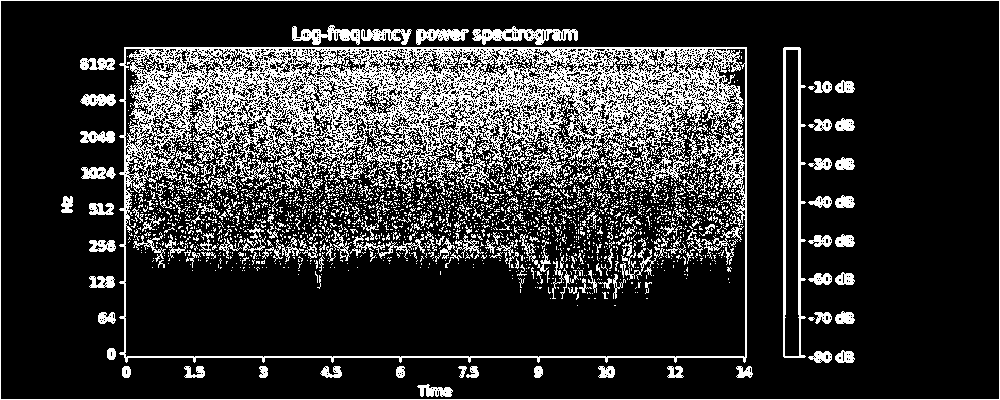 Log-frequency power spectrogram
8192
4096
2048
1024
512
256
128
64
0
Hz
0 1.5 3 4.5 6 7.5 9 10 12 14
Time
-10 dB
-20 dB
-30 dB
-40 dB
-50 dB
-60 dB
-70 dB
-80 dB